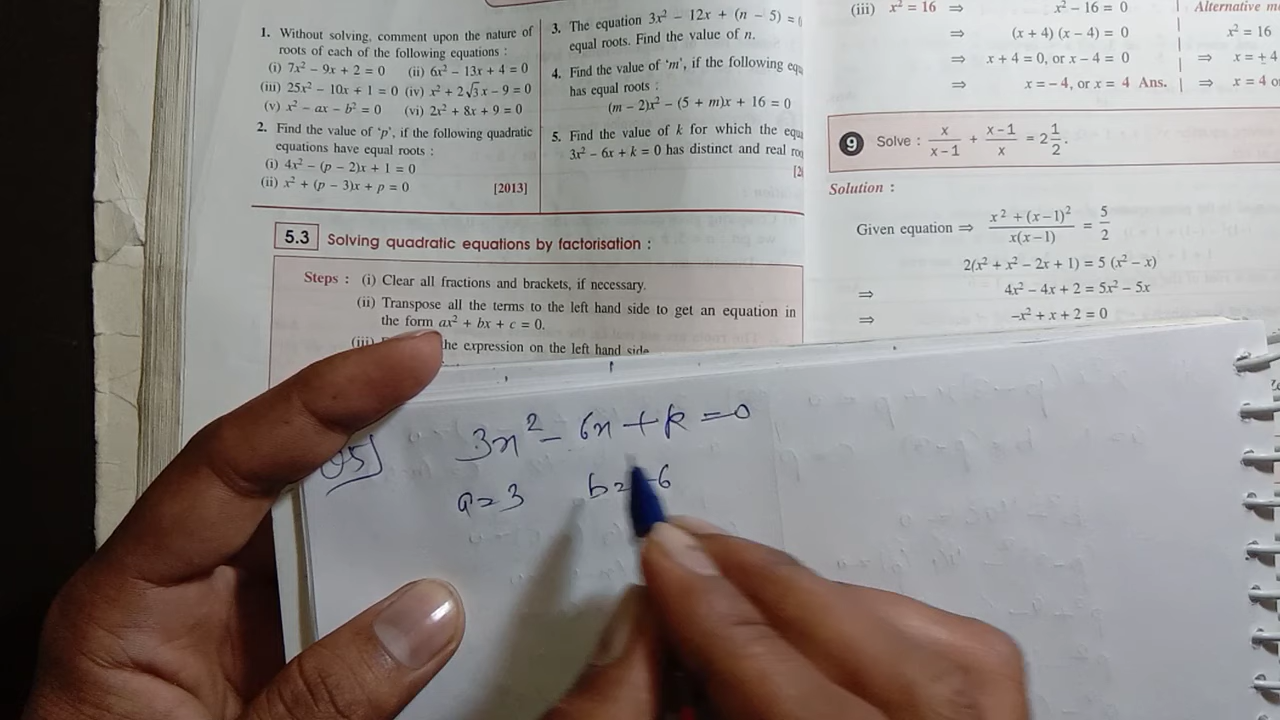 1. Without solving, comment upon the nature of
roots of each of the following equations :
(i) 7x² – 9x + 2 = 0 (ii) 6x² – 13x + 4 = 0
(iii) 25x² – 10x + 1 = 0 (iv) x² + 2√3 x – 9 = 0
(v) x² – ax – b² = 0 (vi) 2x² + 8x + 9 = 0
2. Find the value of 'p', if the following quadratic
equations have equal roots :
(i) 4x² – (p – 2)x + 1 = 0
(ii) x² + (p – 3)x + p = 0 [2013]
3. The equation 3x² – 12x + (n – 5) =
equal roots. Find the value of n.
4. Find the value of 'm', if the following
has equal roots :
(m – 2)x² – (5 + m)x + 16 = 0
5. Find the value of k for which the
3x² – 6x + k = 0 has distinct and real
5.3 Solving quadratic equations by factorisation :
Steps : (i) Clear all fractions and brackets, if necessary.
(ii) Transpose all the terms to the left hand side to get an equation in
the form ax² + bx + c = 0.
(iii) the expression on the left hand side
(iii) x² = 16 ⇒ x² – 16 = 0
⇒ (x + 4) (x – 4) = 0
⇒ x + 4 = 0, or x – 4 = 0
⇒ x = – 4, or x = 4 Ans.
Alternative
x² = 16
⇒ x = ± 4
⇒ x = 4
9 Solve : x/(x–1) + (x–1)/x = 2 1/2.
Solution :
Given equation ⇒ (x² + (x–1)²)/(x(x–1)) = 5/2
2(x² + x² – 2x + 1) = 5 (x² – x)
⇒ 4x² – 4x + 2 = 5x² – 5x
⇒ –x² + x + 2 = 0
Q5] 3x² – 6x + k = 0
a = 3 b = -6